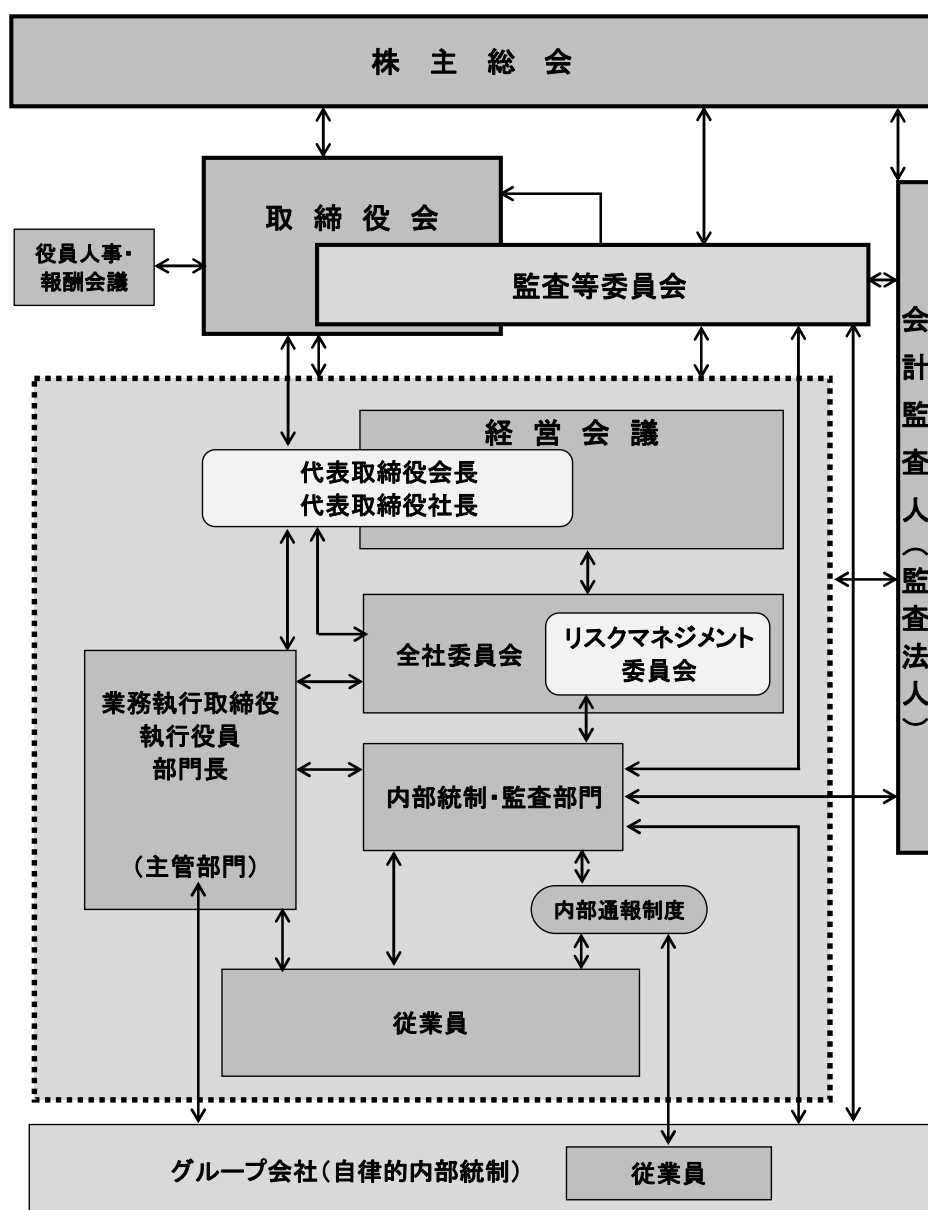 株主総会
取締役会
役員人事・
報酬会議
監査等委員会
会計監査人（監査法人）
経営会議
代表取締役会長
代表取締役社長
全社委員会
リスクマネジメント
委員会
業務執行取締役
執行役員
部門長
（主管部門）
内部統制・監査部門
内部通報制度
従業員
グループ会社（自律的内部統制）
従業員